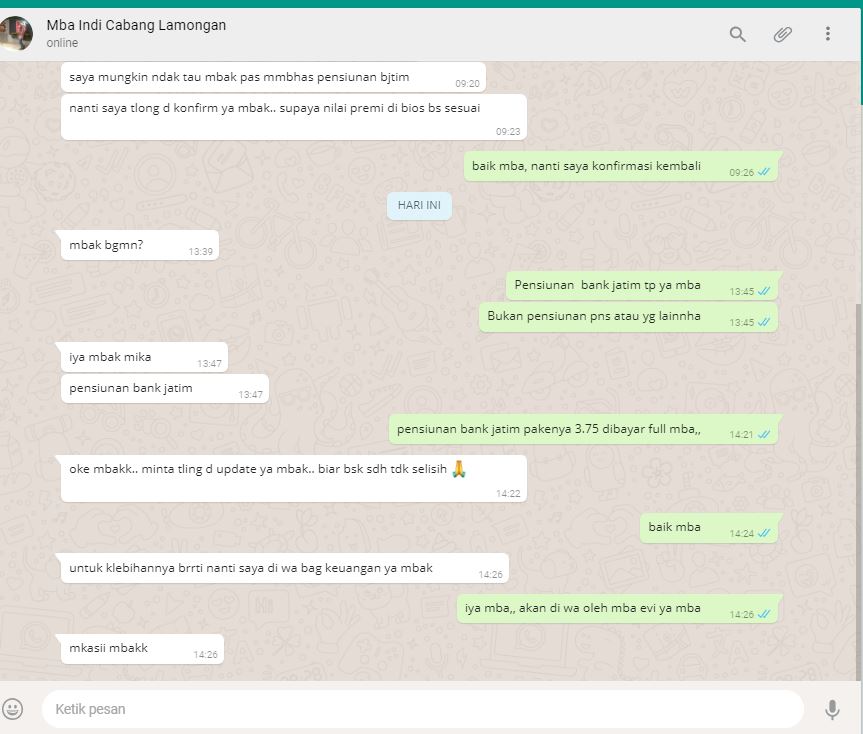 Mba Indi Cabang Lamongan
online
saya mungkin ndak tau mbak pas mmbhas pensiunan bjtim
09:20
nanti saya tlong d konfirm ya mbak.. supaya nilai premi di bios bs sesuai
09:23
baik mba, nanti saya konfirmasi kembali
09:26
HARI INI
mbak bgmn?
13:39
Pensiunan  bank jatim tp ya mba
13:45
Bukan pensiunan pns atau yg lainnha
13:45
iya mbak mika
13:47
pensiunan bank jatim
13:47
pensiunan bank jatim pakenya 3.75 dibayar full mba,,
14:21
oke mbakk.. minta tling d update ya mbak.. biar bsk sdh tdk selisih 🙏
14:22
baik mba
14:24
untuk klebihannya brrti nanti saya di wa bag keuangan ya mbak
14:26
iya mba,, akan di wa oleh mba evi ya mba
14:26
mkasii mbakk
14:26
Ketik pesan